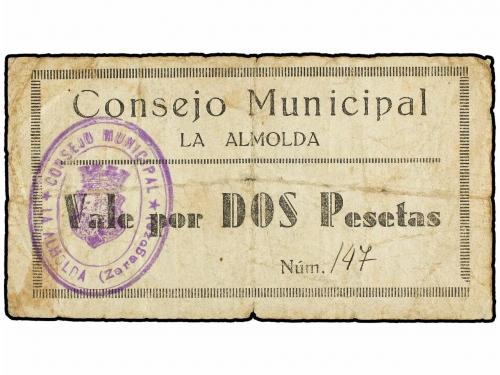 Consejo Municipal
LA ALMOLDA
Vale por DOS Pesetas
Núm. 147
★ CONSEJO MUNICIPAL ★
LA ALMOLDA (Zaragoza)